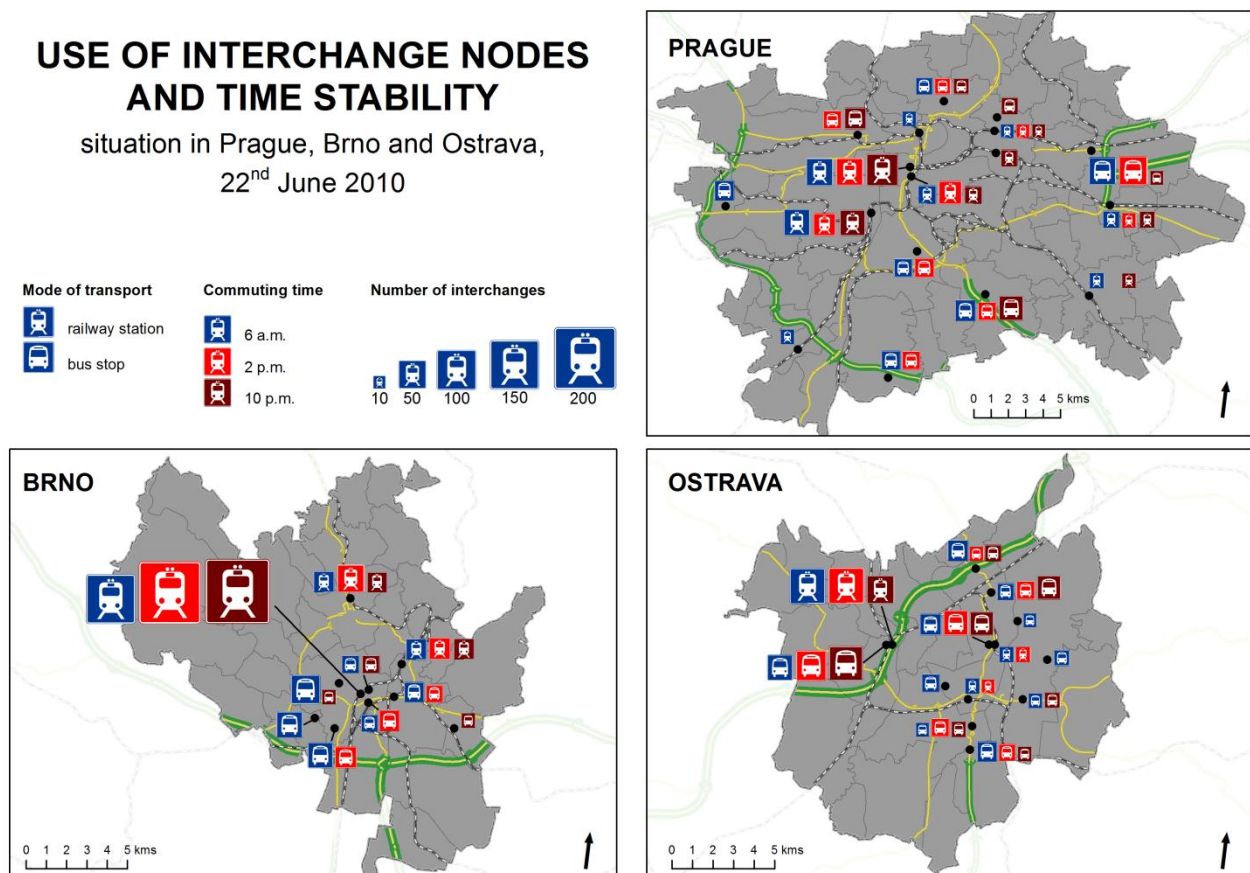 USE OF INTERCHANGE NODES
AND TIME STABILITY
situation in Prague, Brno and Ostrava,
22nd June 2010
Mode of transport
railway station
bus stop
Commuting time
6 a.m.
2 p.m.
10 p.m.
Number of interchanges
10 50 100 150 200
PRAGUE
0 1 2 3 4 5 kms
BRNO
0 1 2 3 4 5 kms
OSTRAVA
0 1 2 3 4 5 kms